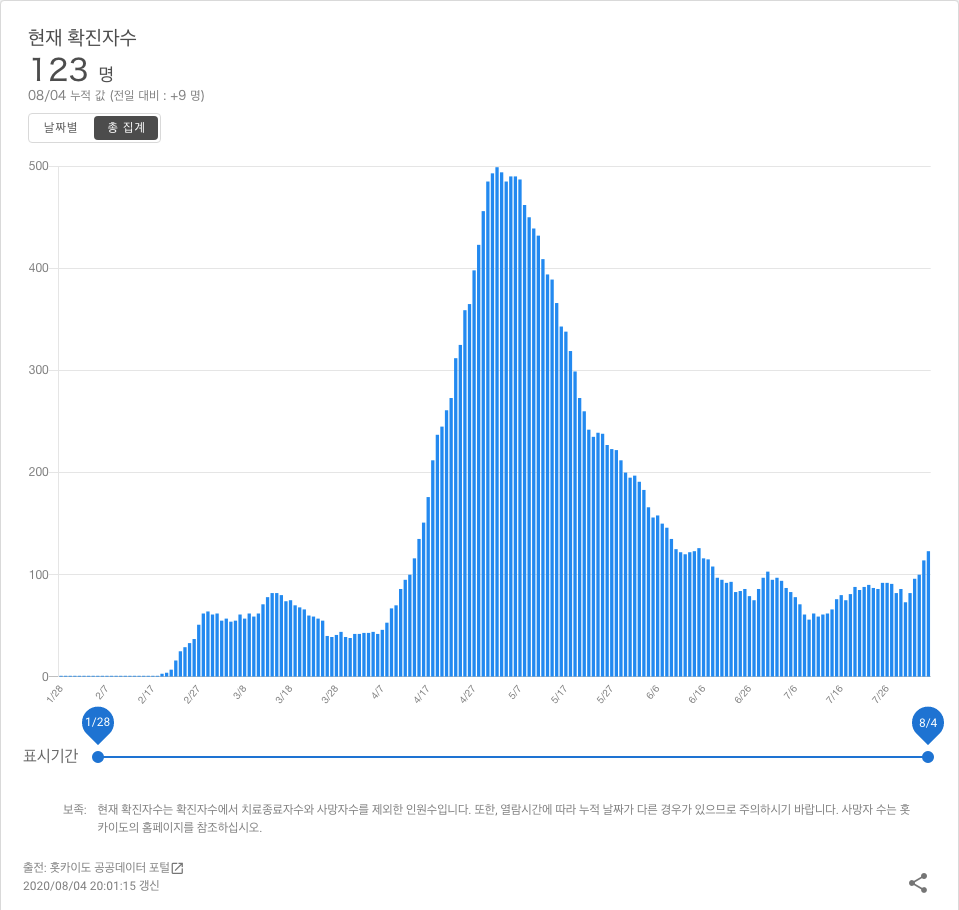 현재 확진자수
123 명
08/04 누적 값 (전일 대비 : +9 명)
날짜별 총 집계
500
400
300
200
100
0
1/28 2/7 2/17 2/27 3/8 3/18 3/28 4/7 4/17 4/27 5/7 5/17 5/27 6/6 6/16 6/26 7/6 7/16 7/26
1/28 8/4
표시기간
보족: 현재 확진자수는 확진자수에서 치료종료자수와 사망자수를 제외한 인원수입니다. 또한, 열람시간에 따라 누적 날짜가 다른 경우가 있으므로 주의하시기 바랍니다. 사망자 수는 홋
카이도의 홈페이지를 참조하십시오.
출전: 홋카이도 공공데이터 포털
2020/08/04 20:01:15 갱신